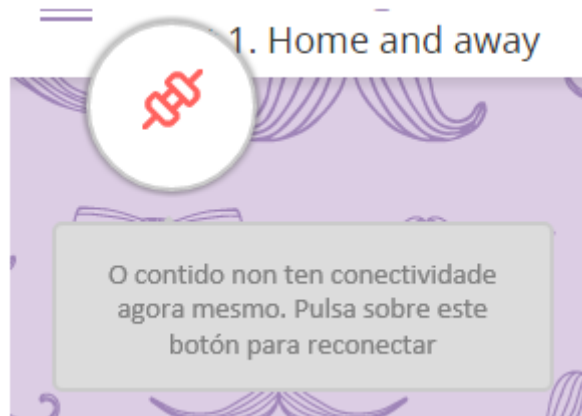 1. Home and away
O contido non ten conectividade
agora mesmo. Pulsa sobre este
botón para reconectar